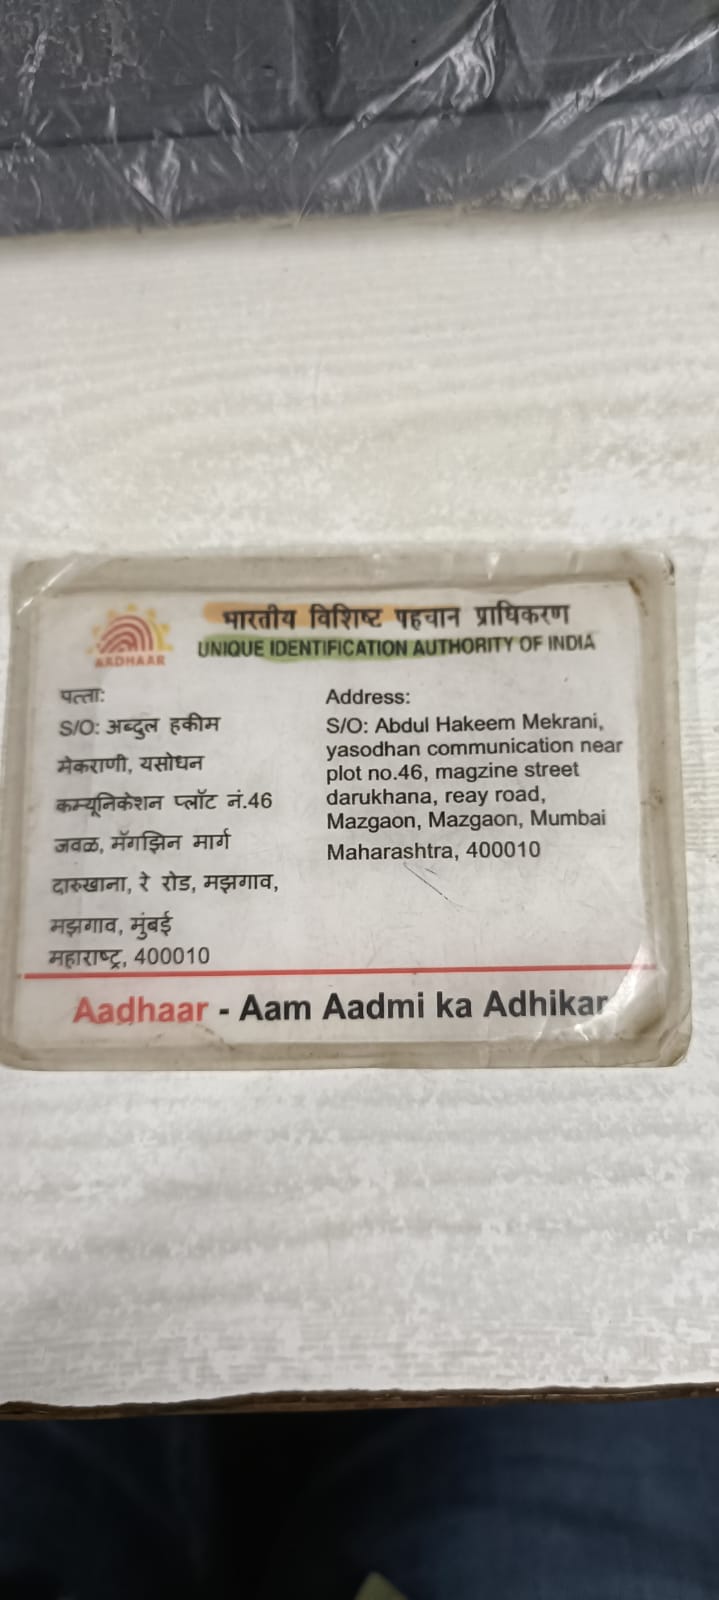 भारतीय विशिष्ट पहचान प्राधिकरण
UNIQUE IDENTIFICATION AUTHORITY OF INDIA
AADHAAR
पत्ता:
S/O: अब्दुल हकीम
मेकराणी, यसोधन
कम्यूनिकेशन प्लॉट नं.46
जवळ, मॅगझिन मार्ग
दारुखाना, रे रोड, मझगाव,
मझगाव, मुंबई
महाराष्ट्र, 400010
Address:
S/O: Abdul Hakeem Mekrani,
yasodhan communication near
plot no.46, magzine street
darukhana, reay road,
Mazgaon, Mazgaon, Mumbai
Maharashtra, 400010
Aadhaar - Aam Aadmi ka Adhikar